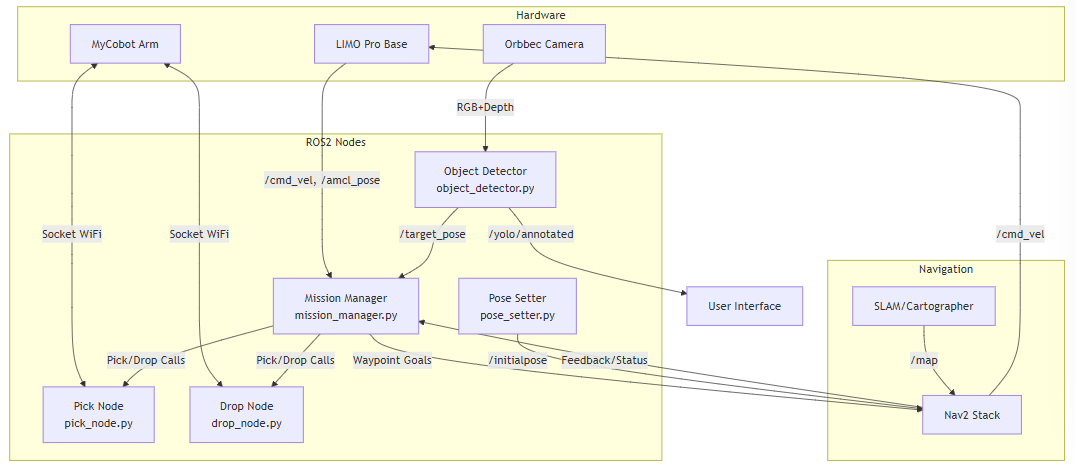 Hardware
MyCobot Arm
LIMO Pro Base
Orbbec Camera
RGB+Depth
ROS2 Nodes
Object Detector
object_detector.py
/cmd_vel, /amcl_pose
Socket WiFi
Socket WiFi
/target_pose
/yolo/annotated
/cmd_vel
Navigation
Mission Manager
mission_manager.py
Pose Setter
pose_setter.py
User Interface
SLAM/Cartographer
Pick/Drop Calls
Pick/Drop Calls
Waypoint Goals
/initialpose
Feedback/Status
/map
Pick Node
pick_node.py
Drop Node
drop_node.py
Nav2 Stack